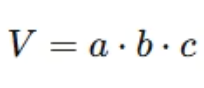 V = a · b · c